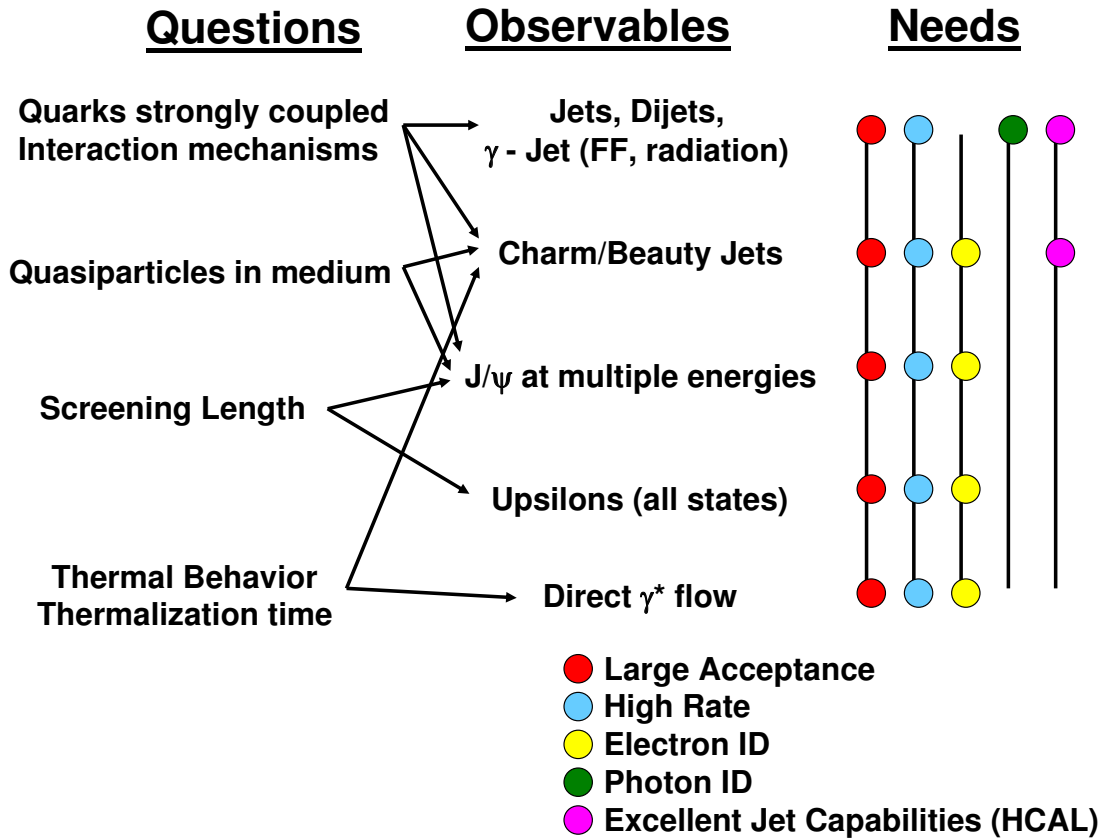 Questions
Observables
Needs
Quarks strongly coupled
Interaction mechanisms
Jets, Dijets,
γ - Jet (FF, radiation)
Quasiparticles in medium
Charm/Beauty Jets
Screening Length
J/ψ at multiple energies
Upsilons (all states)
Thermal Behavior
Thermalization time
Direct γ* flow
Large Acceptance
High Rate
Electron ID
Photon ID
Excellent Jet Capabilities (HCAL)